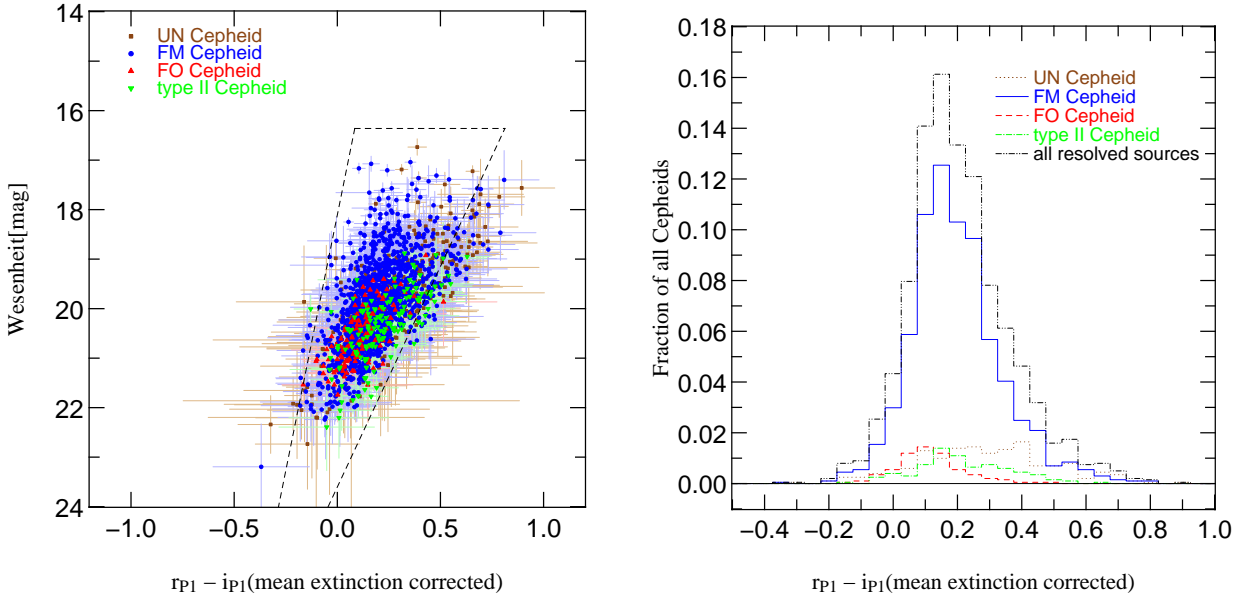 14
16
18
20
22
24
Wesenheit[mag]
UN Cepheid
FM Cepheid
FO Cepheid
type II Cepheid
−1.0 −0.5 0.0 0.5 1.0
rP1 − iP1(mean extinction corrected)
0.18
0.16
0.14
0.12
0.10
0.08
0.06
0.04
0.02
0.00
Fraction of all Cepheids
UN Cepheid
FM Cepheid
FO Cepheid
type II Cepheid
all resolved sources
−0.4 −0.2 0.0 0.2 0.4 0.6 0.8 1.0
rP1 − iP1(mean extinction corrected)